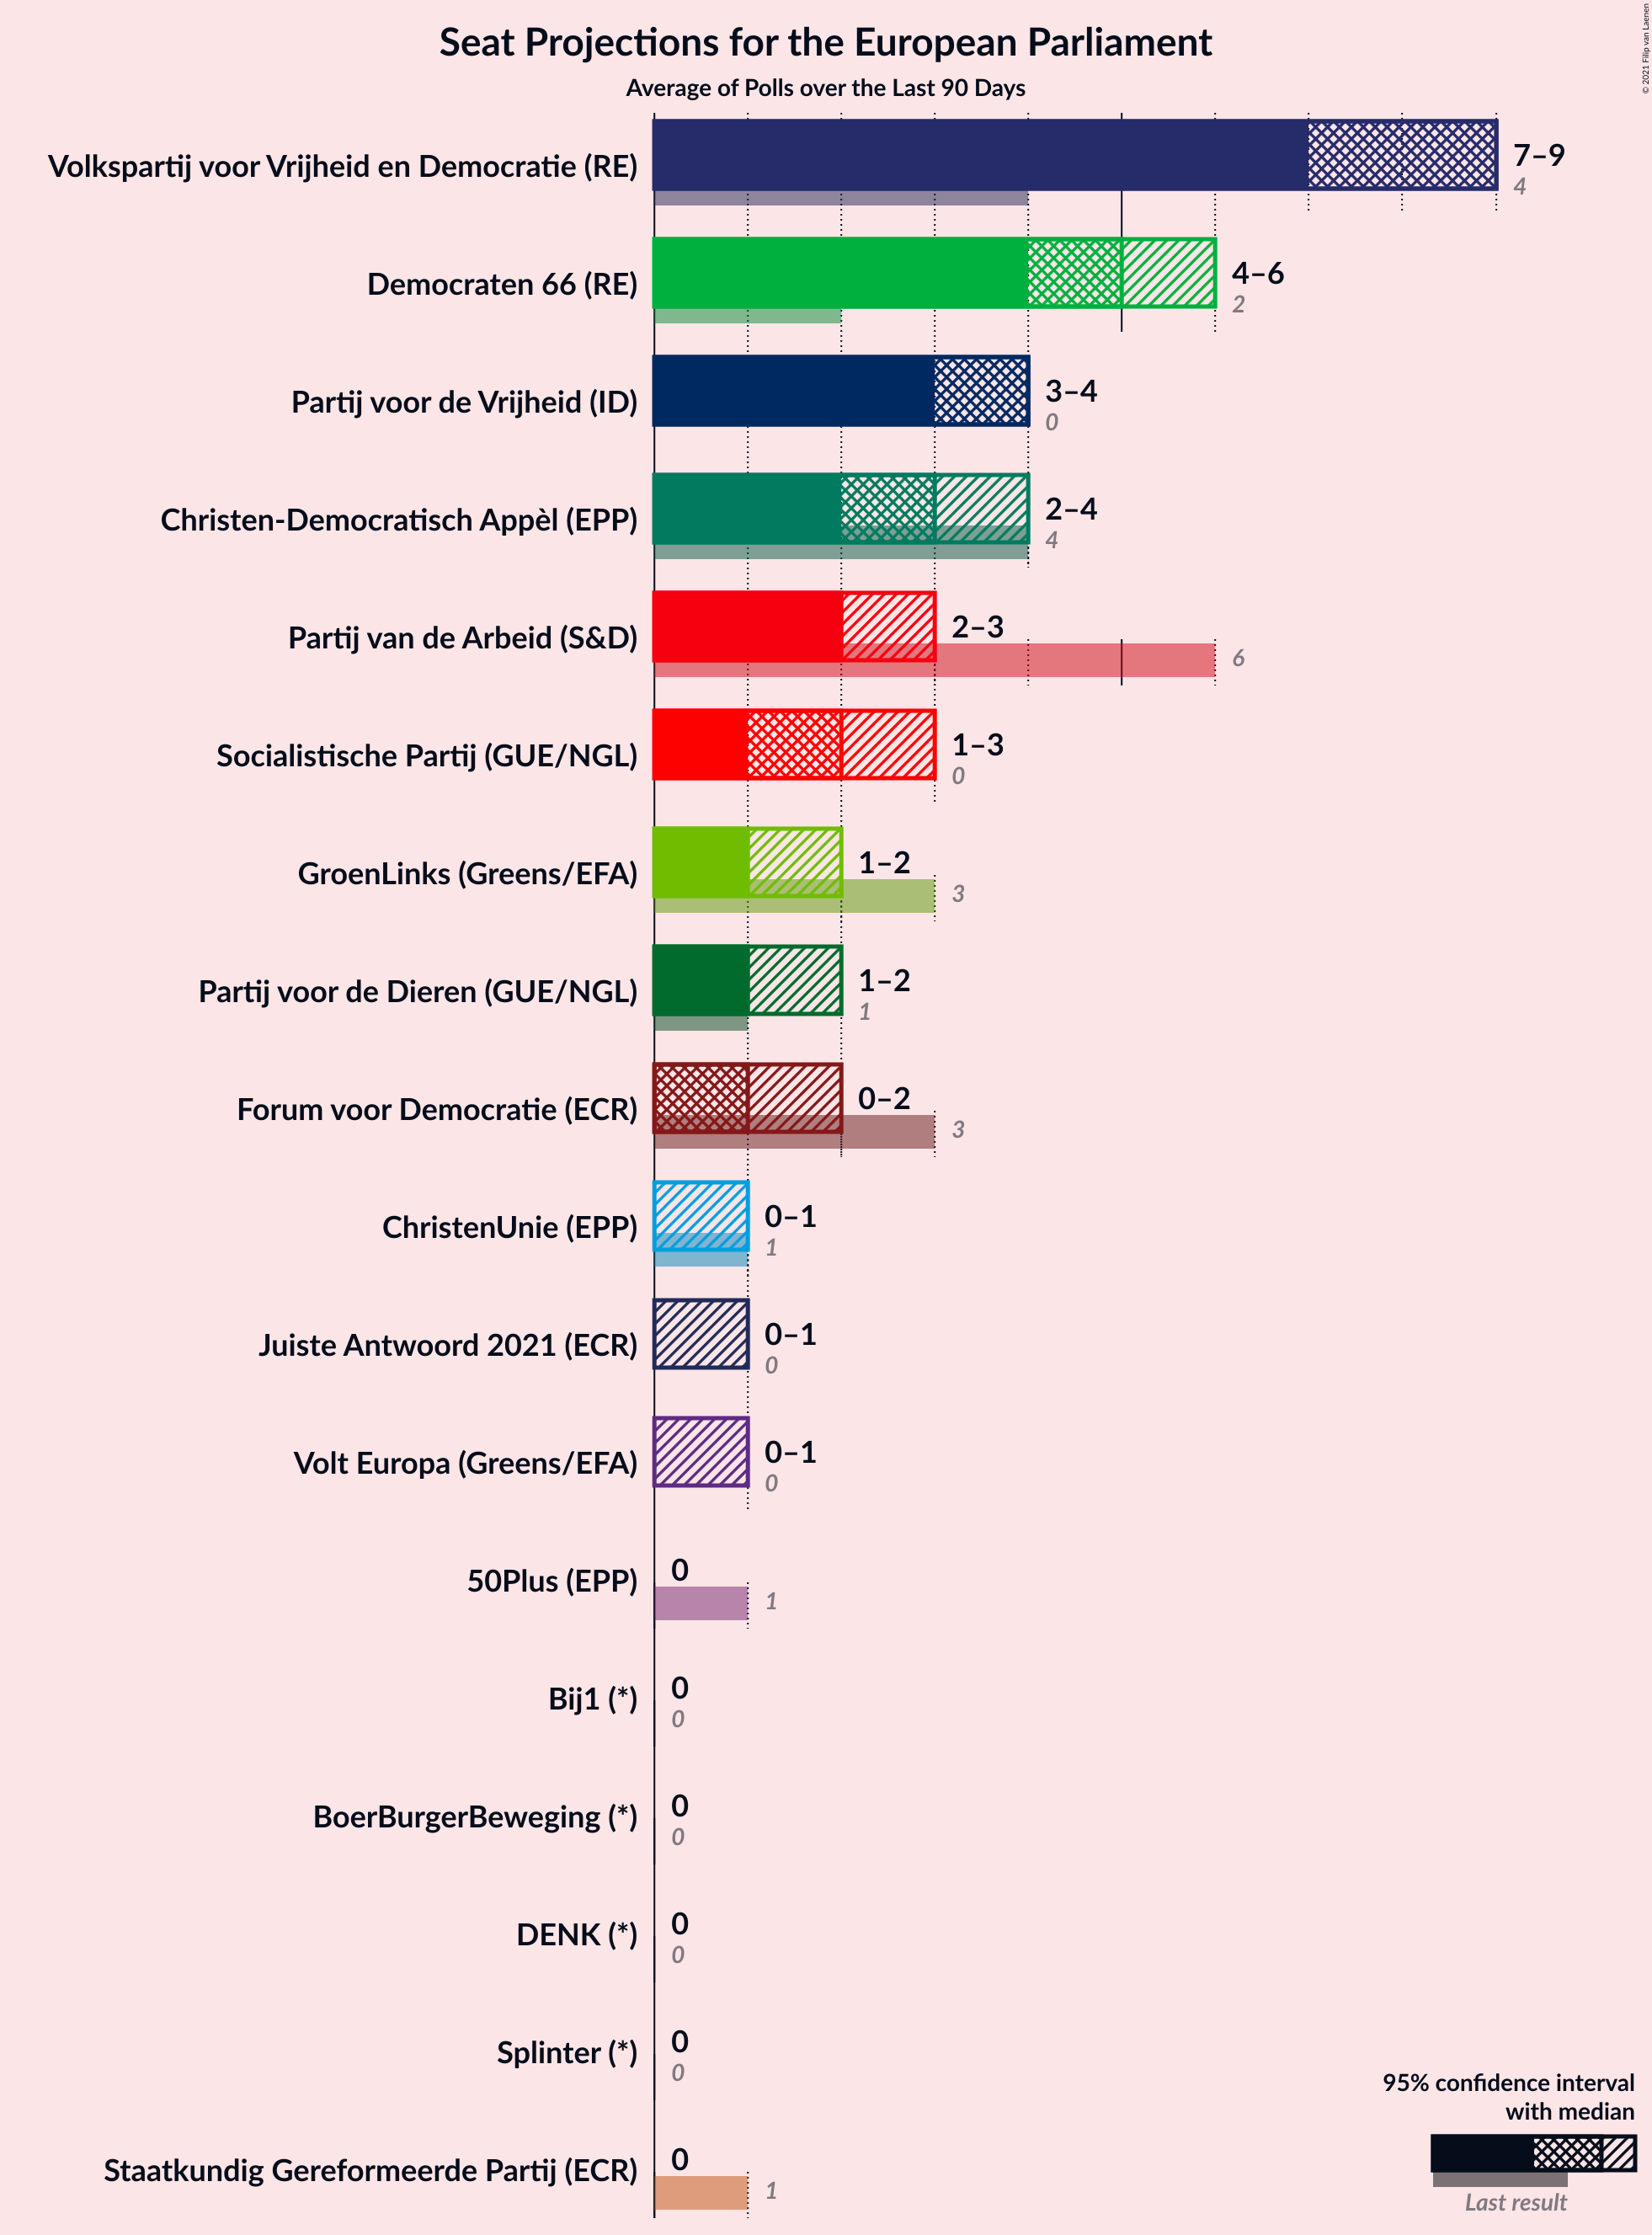 Seat Projections for the European Parliament
Average of Polls over the Last 90 Days
© 2021 Filip van Laenen
Volkspartij voor Vrijheid en Democratie (RE)
7–9
4
Democraten 66 (RE)
4–6
2
Partij voor de Vrijheid (ID)
3–4
0
Christen-Democratisch Appèl (EPP)
2–4
4
Partij van de Arbeid (S&D)
2–3
6
Socialistische Partij (GUE/NGL)
1–3
0
GroenLinks (Greens/EFA)
1–2
3
Partij voor de Dieren (GUE/NGL)
1–2
1
Forum voor Democratie (ECR)
0–2
3
ChristenUnie (EPP)
0–1
1
Juiste Antwoord 2021 (ECR)
0–1
0
Volt Europa (Greens/EFA)
0–1
0
50Plus (EPP)
0
1
Bij1 (*)
0
0
BoerBurgerBeweging (*)
0
0
DENK (*)
0
0
Splinter (*)
0
0
Staatkundig Gereformeerde Partij (ECR)
0
1
95% confidence interval
with median
Last result